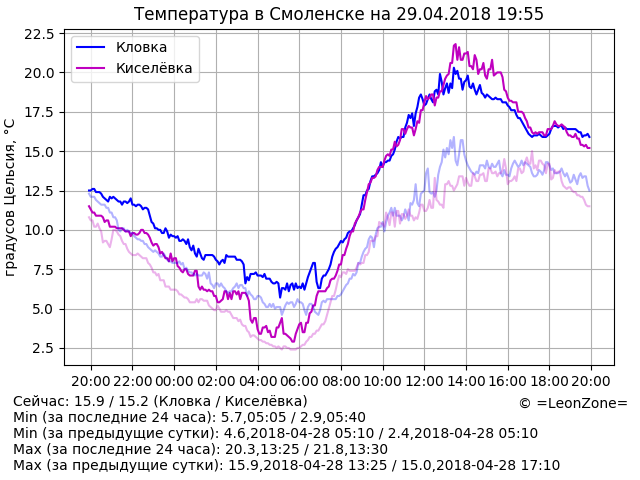 Температура в Смоленске на 29.04.2018 19:55
градусов Цельсия, °C
22.5
20.0
17.5
15.0
12.5
10.0
7.5
5.0
2.5
Кловка
Киселёвка
20:00 22:00 00:00 02:00 04:00 06:00 08:00 10:00 12:00 14:00 16:00 18:00 20:00
© =LeonZone=
Сейчас: 15.9 / 15.2 (Кловка / Киселёвка)
Min (за последние 24 часа): 5.7,05:05 / 2.9,05:40
Min (за предыдущие сутки): 4.6,2018-04-28 05:10 / 2.4,2018-04-28 05:10
Max (за последние 24 часа): 20.3,13:25 / 21.8,13:30
Max (за предыдущие сутки): 15.9,2018-04-28 13:25 / 15.0,2018-04-28 17:10